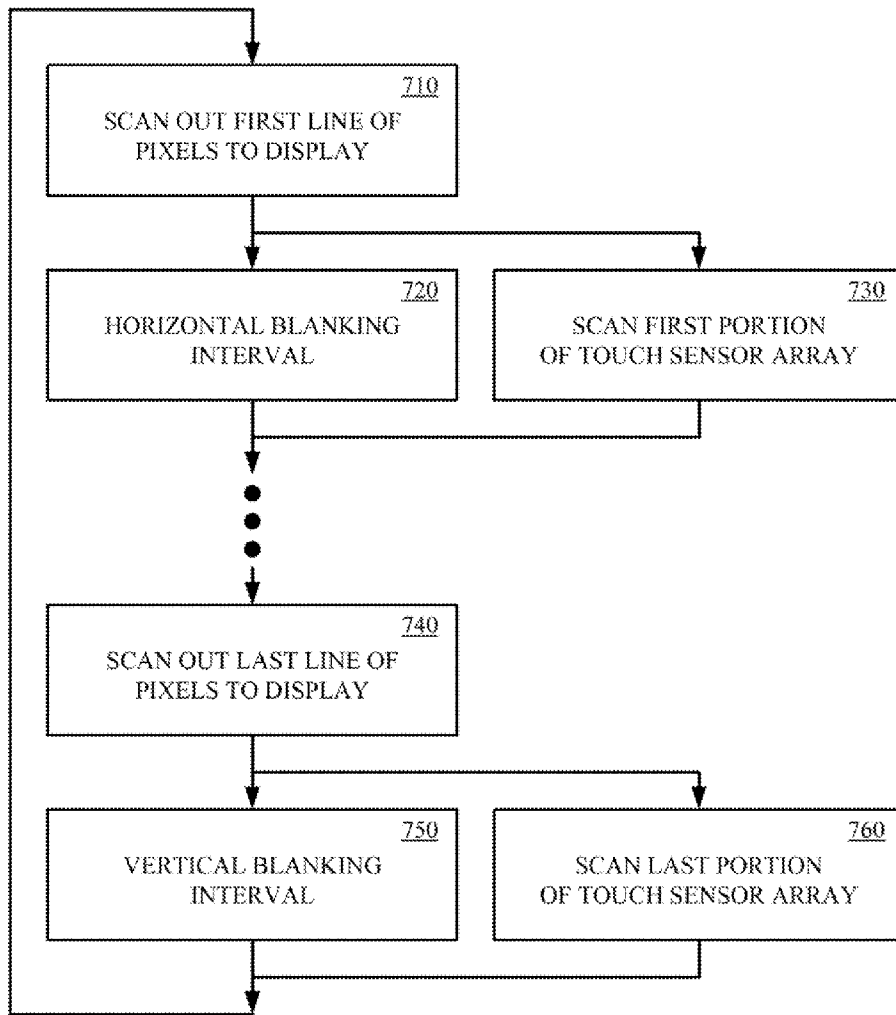 710
SCAN OUT FIRST LINE OF
PIXELS TO DISPLAY
720
HORIZONTAL BLANKING
INTERVAL
730
SCAN FIRST PORTION
OF TOUCH SENSOR ARRAY
740
SCAN OUT LAST LINE OF
PIXELS TO DISPLAY
750
VERTICAL BLANKING
INTERVAL
760
SCAN LAST PORTION
OF TOUCH SENSOR ARRAY